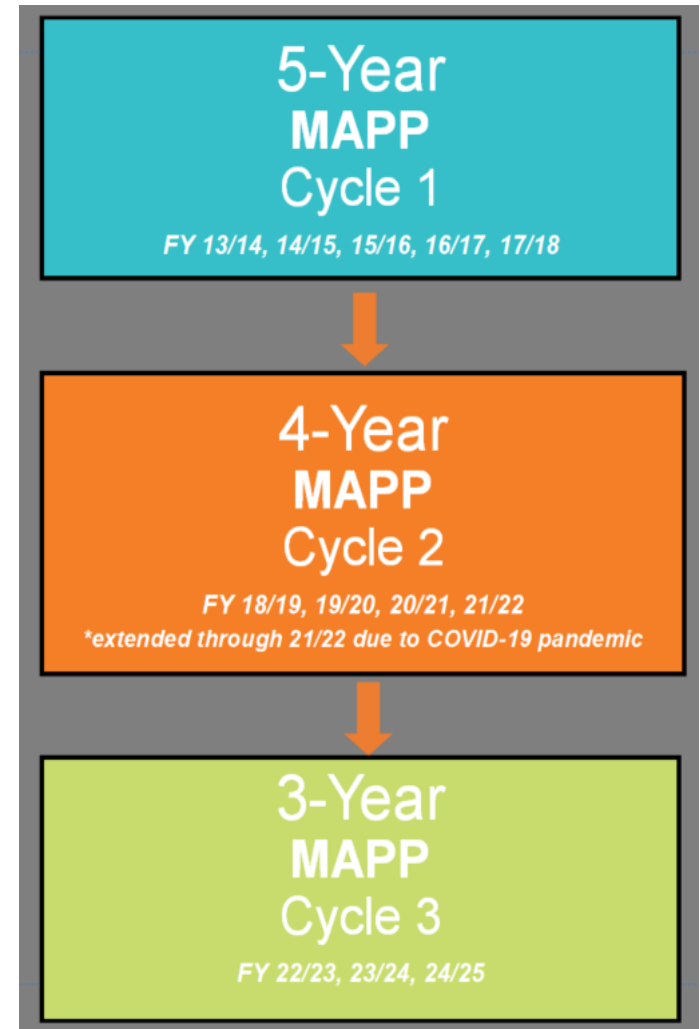 5-Year
MAPP
Cycle 1
FY 13/14, 14/15, 15/16, 16/17, 17/18
4-Year
MAPP
Cycle 2
FY 18/19, 19/20, 20/21, 21/22
*extended through 21/22 due to COVID-19 pandemic
3-Year
MAPP
Cycle 3
FY 22/23, 23/24, 24/25